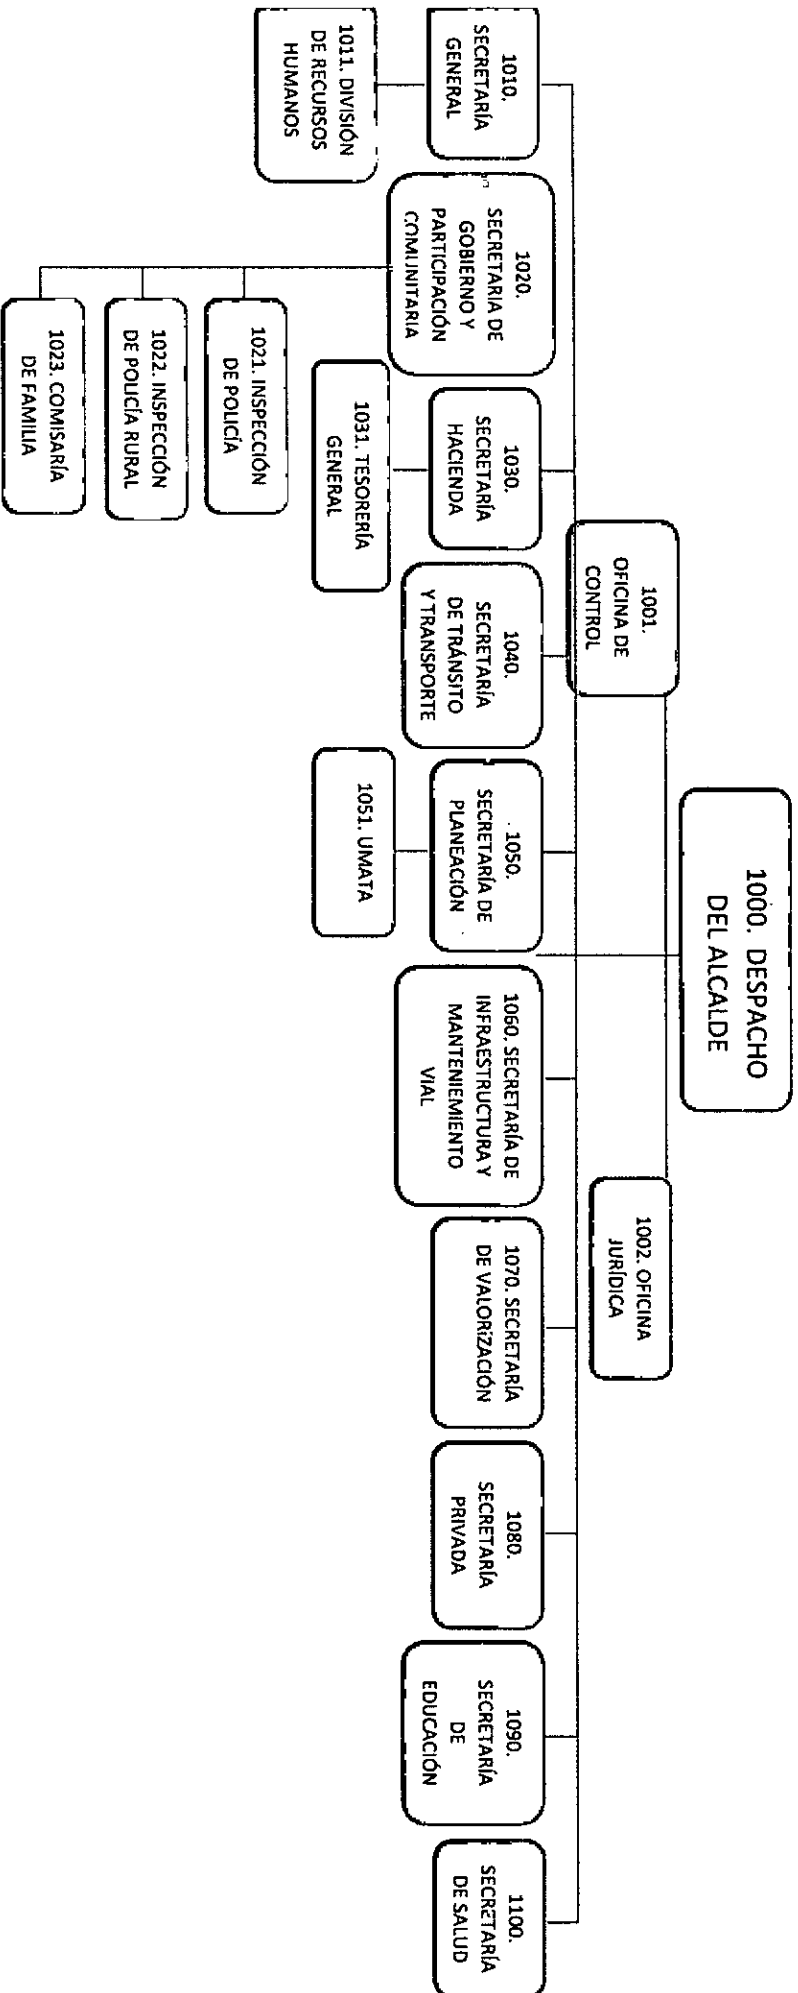 1000. DESPACHO
DEL ALCALDE
1001.
OFICINA DE
CONTROL
1002. OFICINA
JURÍDICA
1010.
SECRETARÍA
GENERAL
1011. DIVISIÓN
DE RECURSOS
HUMANOS
1020.
SECRETARIA DE
GOBIERNO Y
PARTICIPACIÓN
COMUNITARIA
1021. INSPECCIÓN
DE POLICÍA
1022. INSPECCIÓN
DE POLICÍA RURAL
1023. COMISARÍA
DE FAMILIA
1030.
SECRETARÍA
HACIENDA
1031. TESORERÍA
GENERAL
1040.
SECRETARÍA
DE TRÁNSITO
Y TRANSPORTE
1050.
SECRETARÍA DE
PLANEACIÓN
1051. UMATA
1060. SECRETARÍA DE
INFRAESTRUCTURA Y
MANTENIEMIENTO
VIAL
1070. SECRETARÍA
DE VALORIZACIÓN
1080.
SECRETARÍA
PRIVADA
1090.
SECRETARÍA
DE
EDUCACIÓN
1100.
SECRETARÍA
DE SALUD